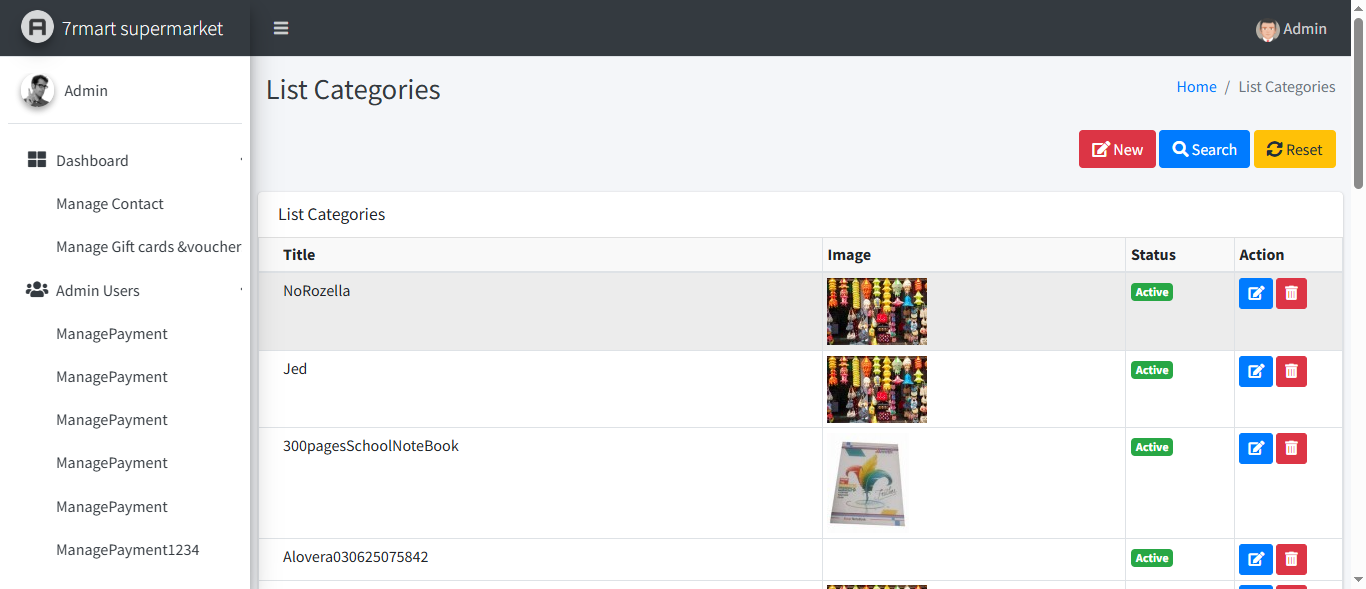 7rmart supermarket
Admin
Admin
List Categories
Home / List Categories
New Search Reset
Dashboard
Manage Contact
Manage Gift cards &voucher
Admin Users
ManagePayment
ManagePayment
ManagePayment
ManagePayment
ManagePayment
ManagePayment1234
List Categories
Title Image Status Action
NoRozella Active
Jed Active
300pagesSchoolNoteBook Active
Alovera030625075842 Active